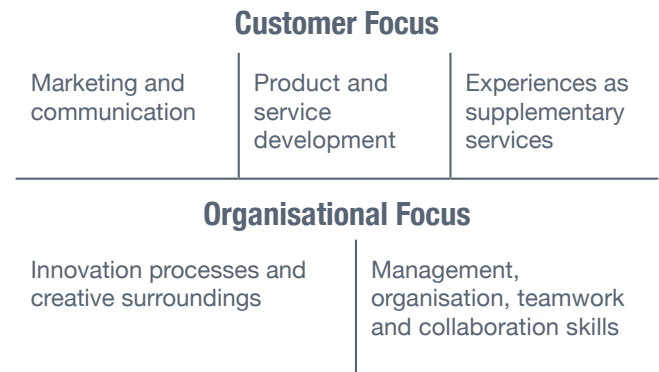 Customer Focus
Marketing and
communication
Product and
service
development
Experiences as
supplementary
services
Organisational Focus
Innovation processes and
creative surroundings
Management,
organisation, teamwork
and collaboration skills